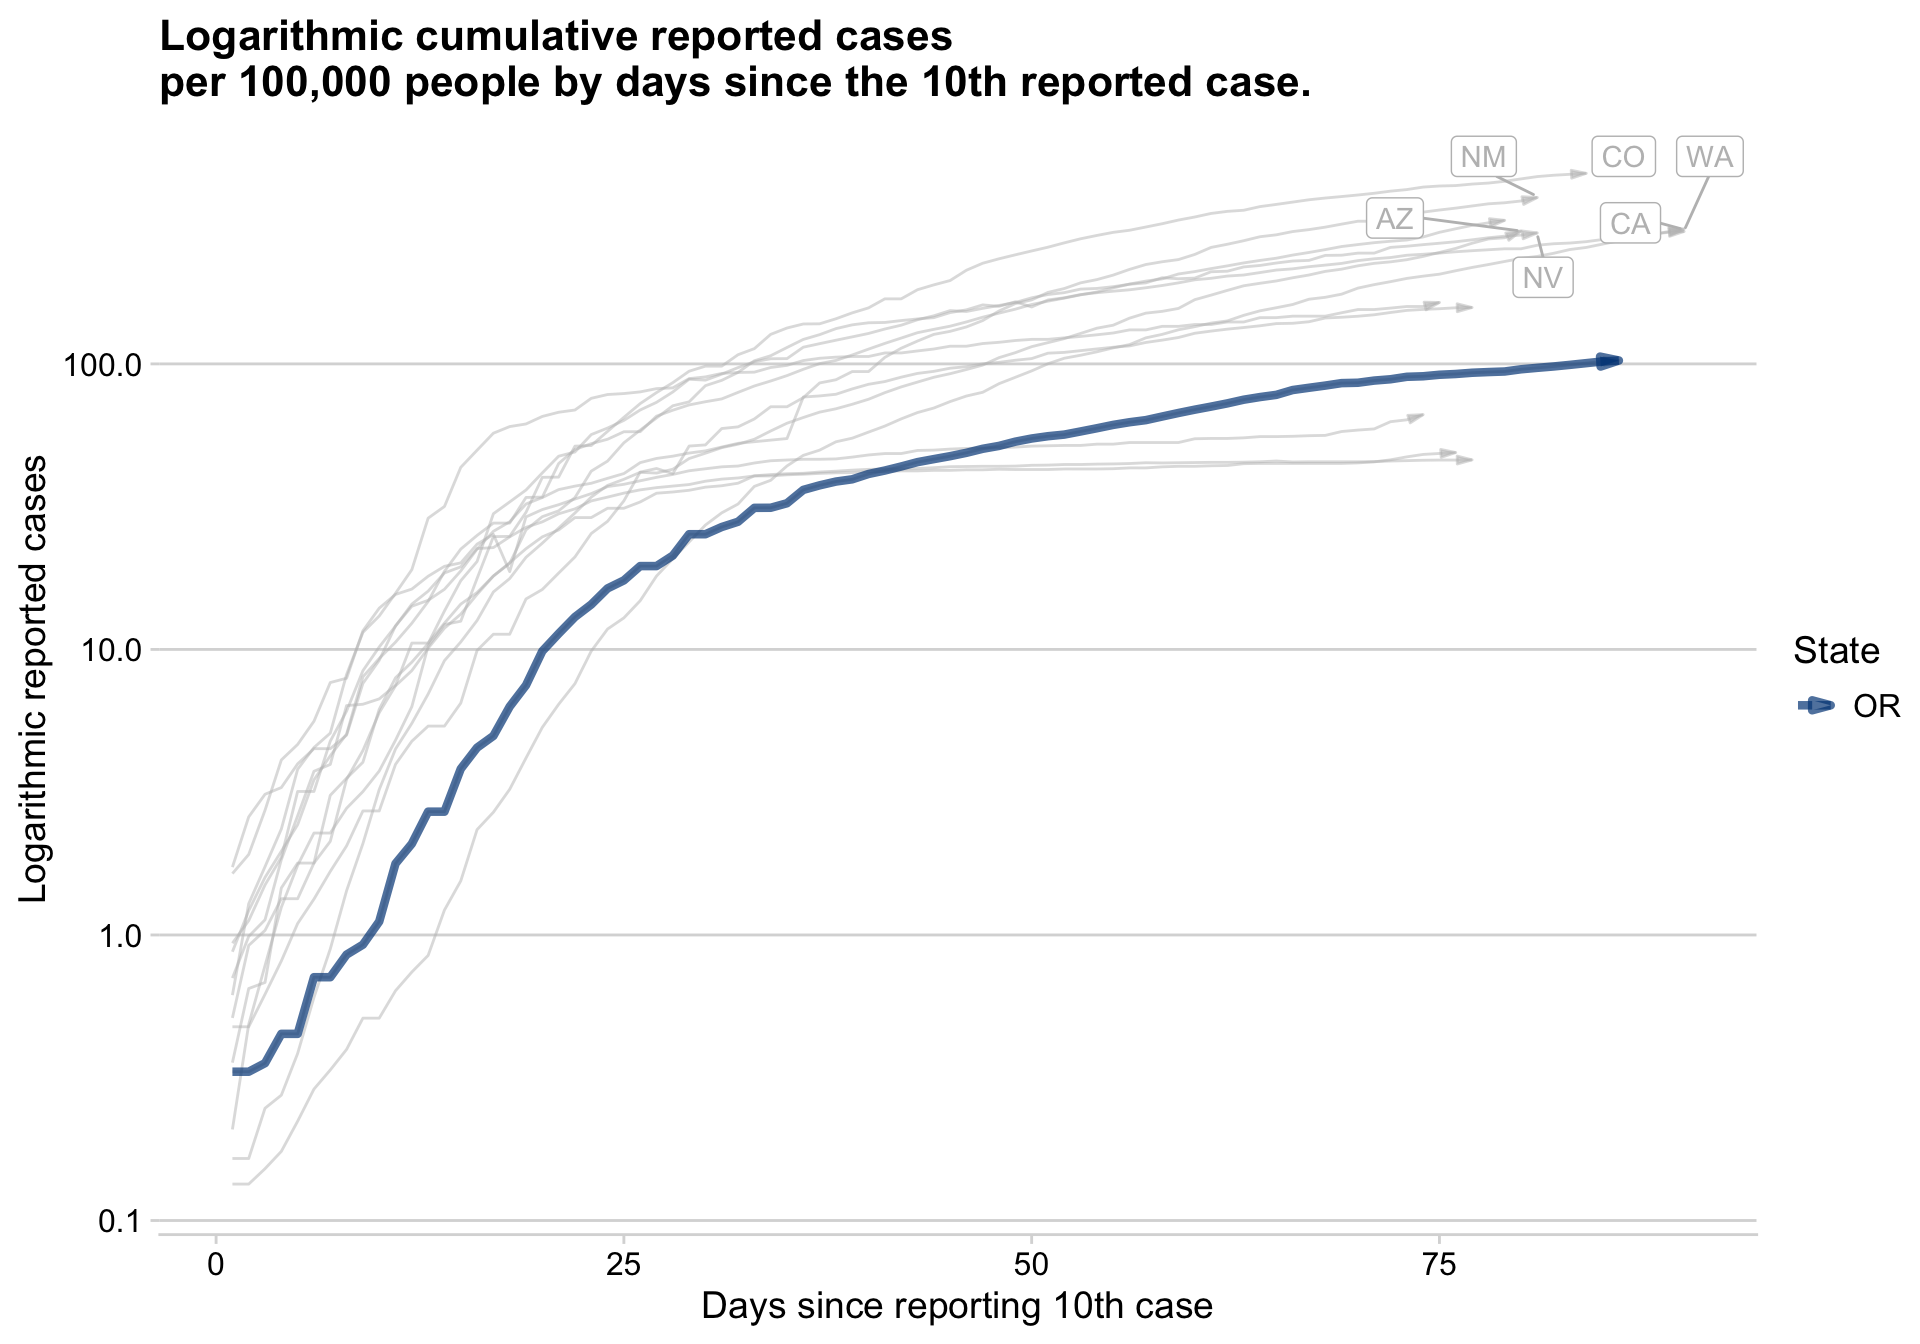 Logarithmic cumulative reported cases
per 100,000 people by days since the 10th reported case.
NM
CO
WA
AZ
CA
NV
100.0
10.0
1.0
0.1
Logarithmic reported cases
State
OR
0
25
50
75
Days since reporting 10th case